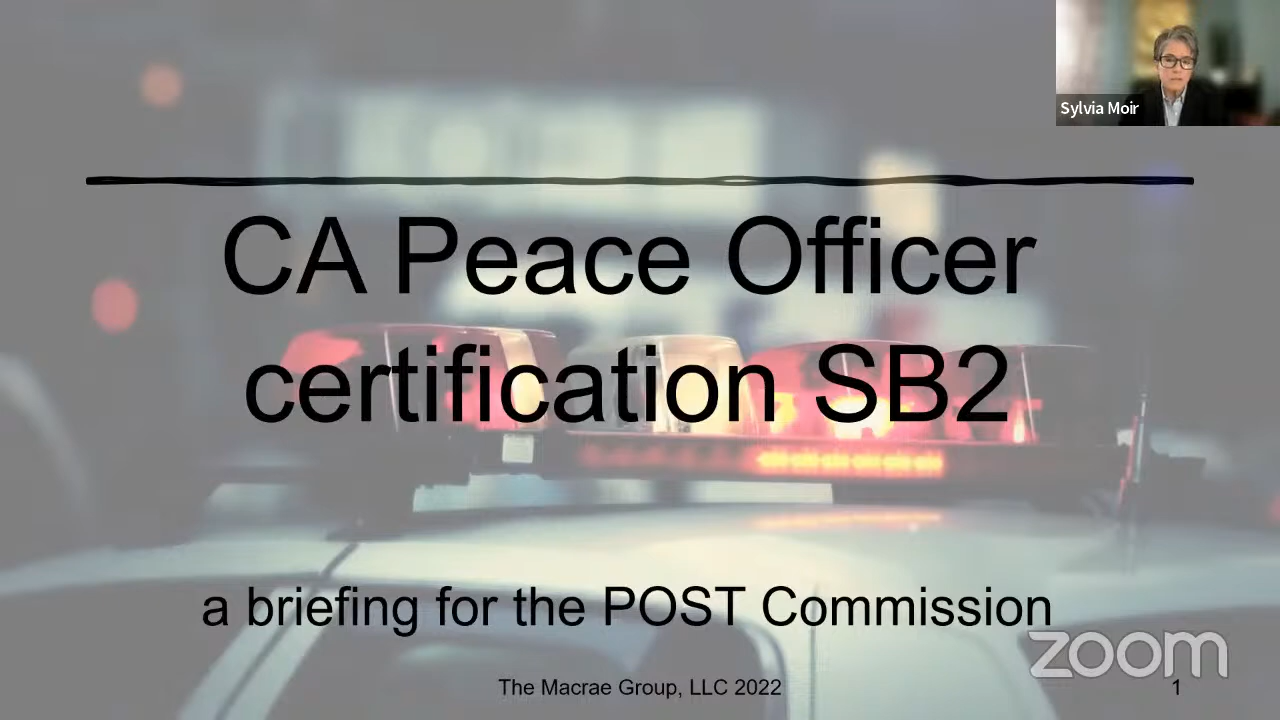 Sylvia Moir
CA Peace Officer
certification SB2
a briefing for the POST Commission
zoom
The Macrae Group, LLC 2022
1